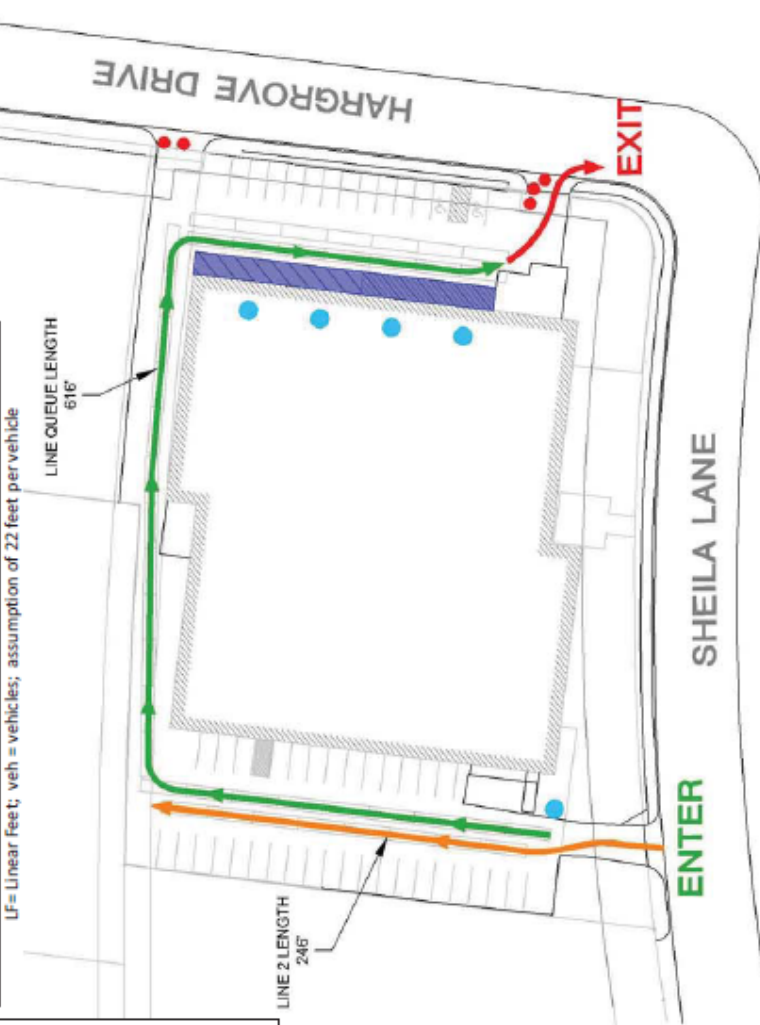 HARGROVE DRIVE
EXIT
LINE QUEUE LENGTH
616'
LF= Linear Feet; veh = vehicles; assumption of 22 feet per vehicle
SHEILA LANE
ENTER
LINE 2 LENGTH
246'